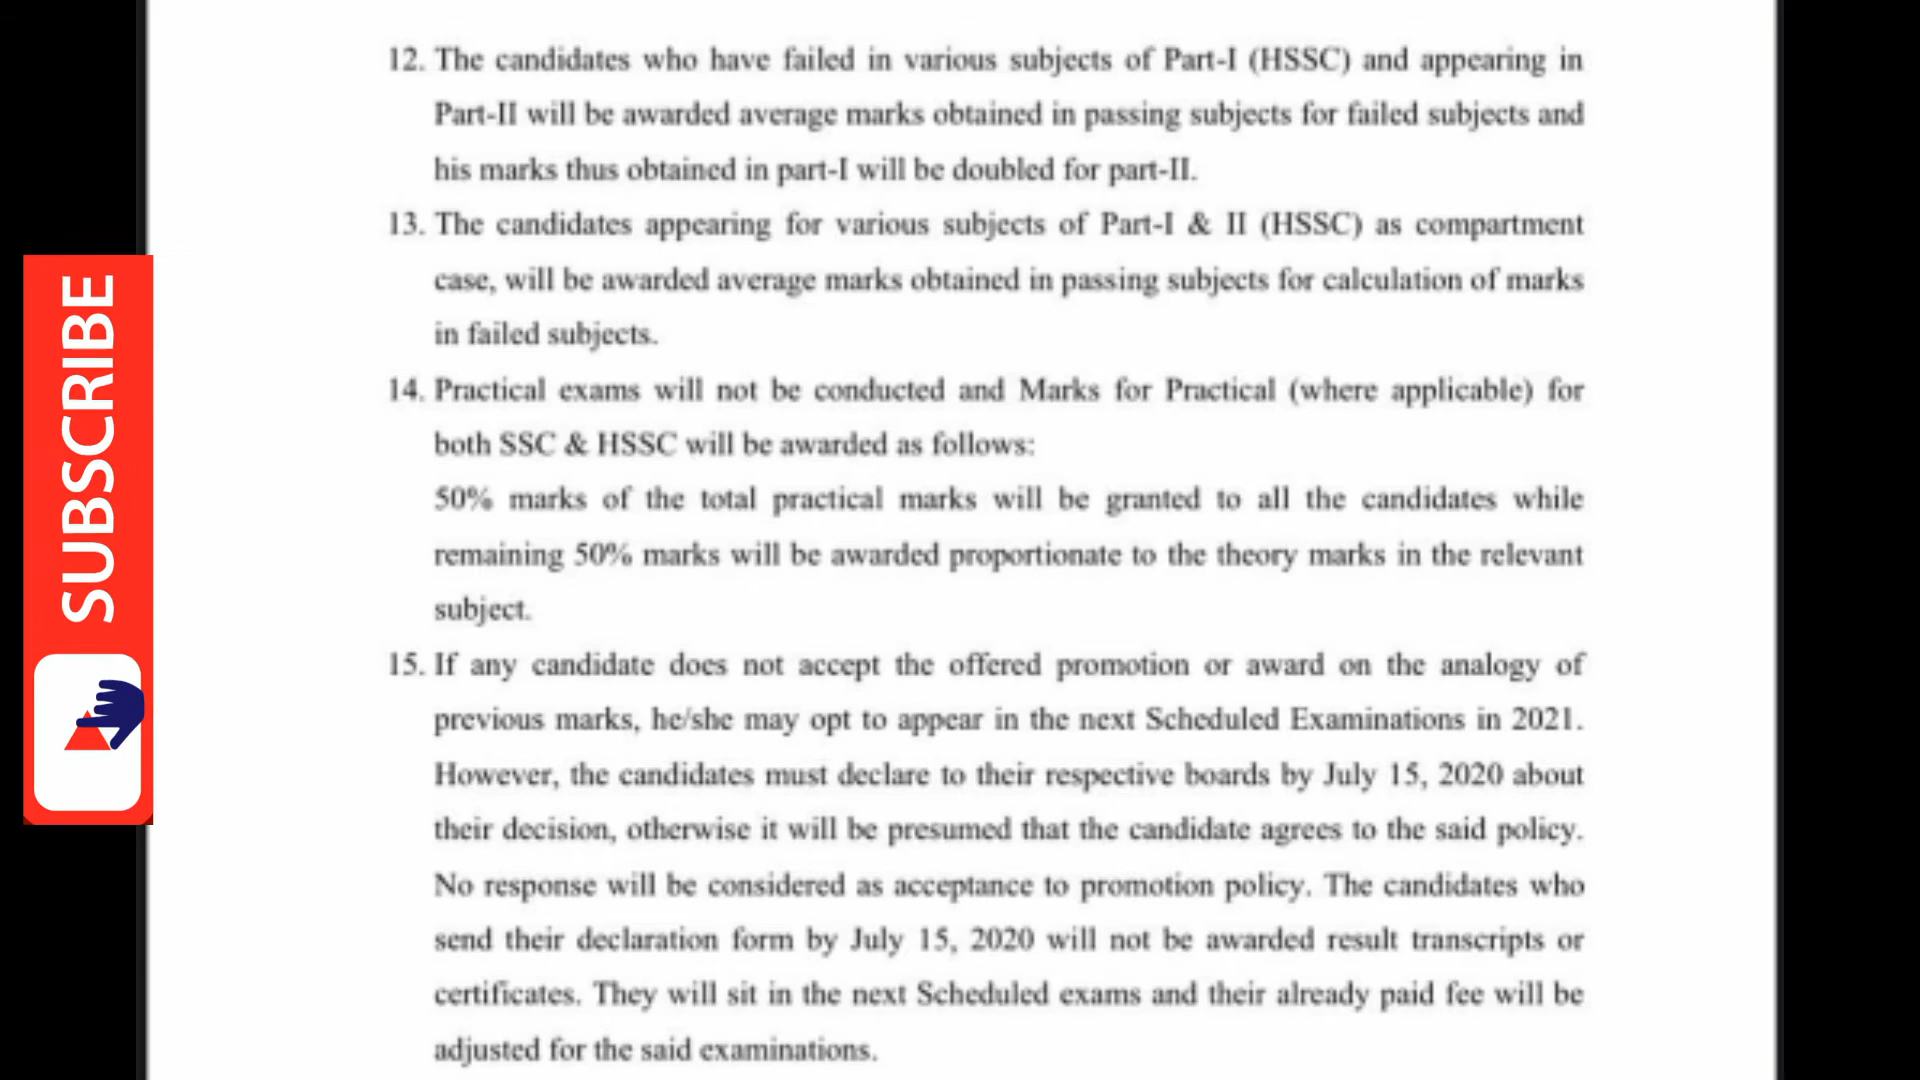 12. The candidates who have failed in various subjects of Part-I (HSSC) and appearing in
Part-II will be awarded average marks obtained in passing subjects for failed subjects and
his marks thus obtained in part-I will be doubled for part-II.
13. The candidates appearing for various subjects of Part-I & II (HSSC) as compartment
case, will be awarded average marks obtained in passing subjects for calculation of marks
in failed subjects.
14. Practical exams will not be conducted and Marks for Practical (where applicable) for
both SSC & HSSC will be awarded as follows:
50% marks of the total practical marks will be granted to all the candidates while
remaining 50% marks will be awarded proportionate to the theory marks in the relevant
subject.
15. If any candidate does not accept the offered promotion or award on the analogy of
previous marks, he/she may opt to appear in the next Scheduled Examinations in 2021.
However, the candidates must declare to their respective boards by July 15, 2020 about
their decision, otherwise it will be presumed that the candidate agrees to the said policy.
No response will be considered as acceptance to promotion policy. The candidates who
send their declaration form by July 15, 2020 will not be awarded result transcripts or
certificates. They will sit in the next Scheduled exams and their already paid fee will be
adjusted for the said examinations.
SUBSCRIBE